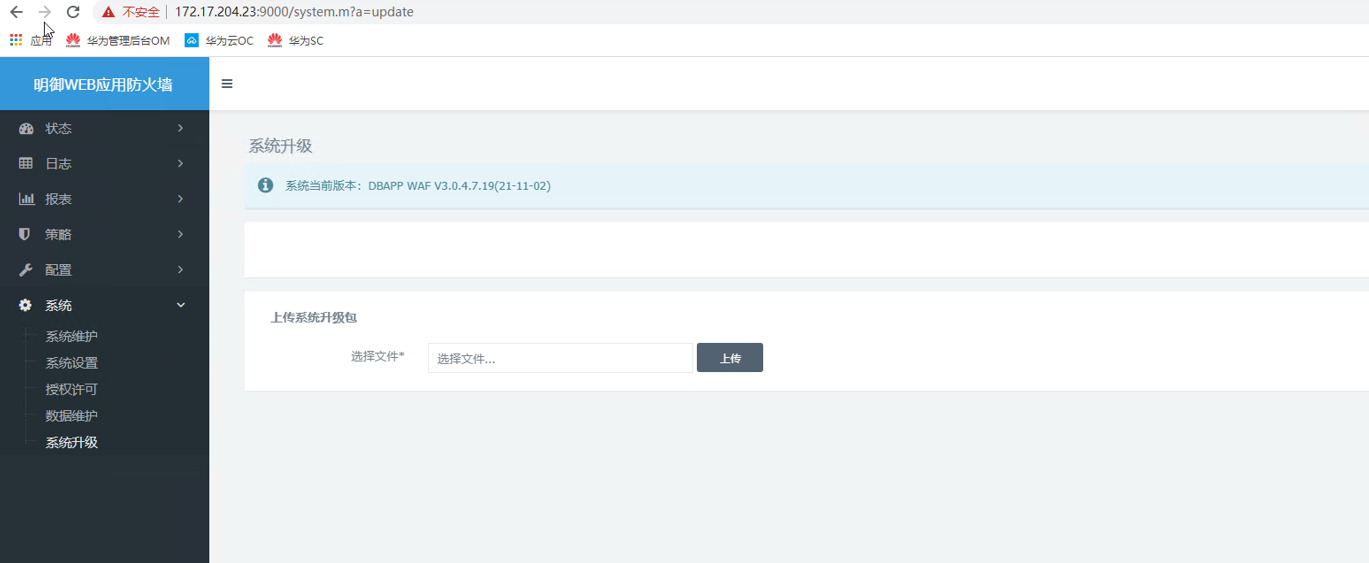 不安全 172.17.204.23:9000/system.m?a=update
应用 华为管理后台OM 华为云OC 华为SC
明御WEB应用防火墙
状态
日志
报表
策略
配置
系统
系统维护
系统设置
授权许可
数据维护
系统升级
系统升级
系统当前版本：DBAPP WAF V3.0.4.7.19(21-11-02)
上传系统升级包
选择文件* 选择文件... 上传